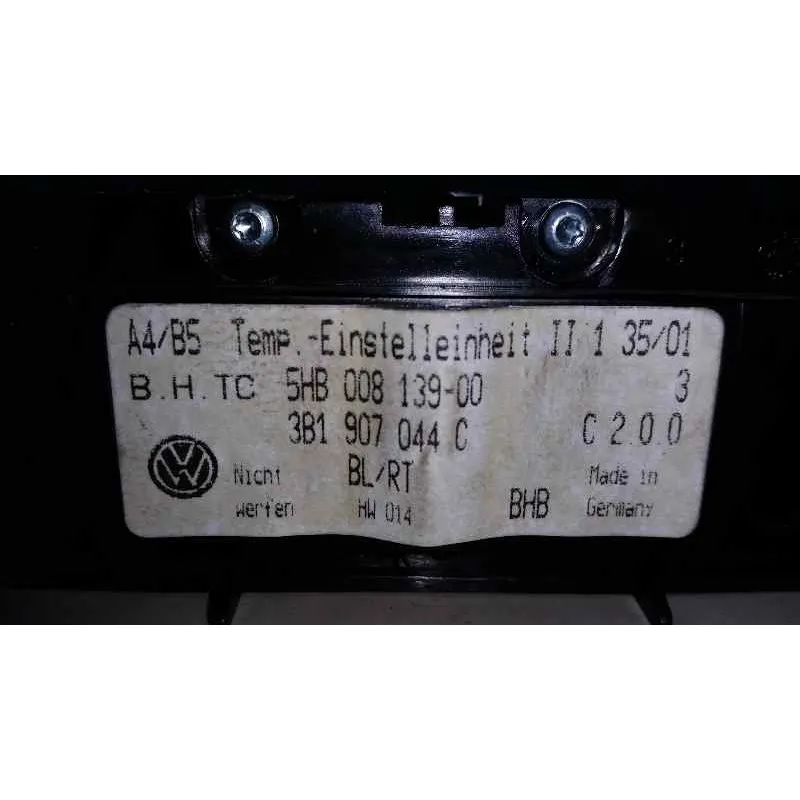 A4/B5 Temp.-Einstelleinheit II 1 35/01
B.H.TC 5HB 008 139-00 3
3B1 907 044 C C 2.0.0
Nicht BL/RT Made in
werfen HW 014 BHB Germany